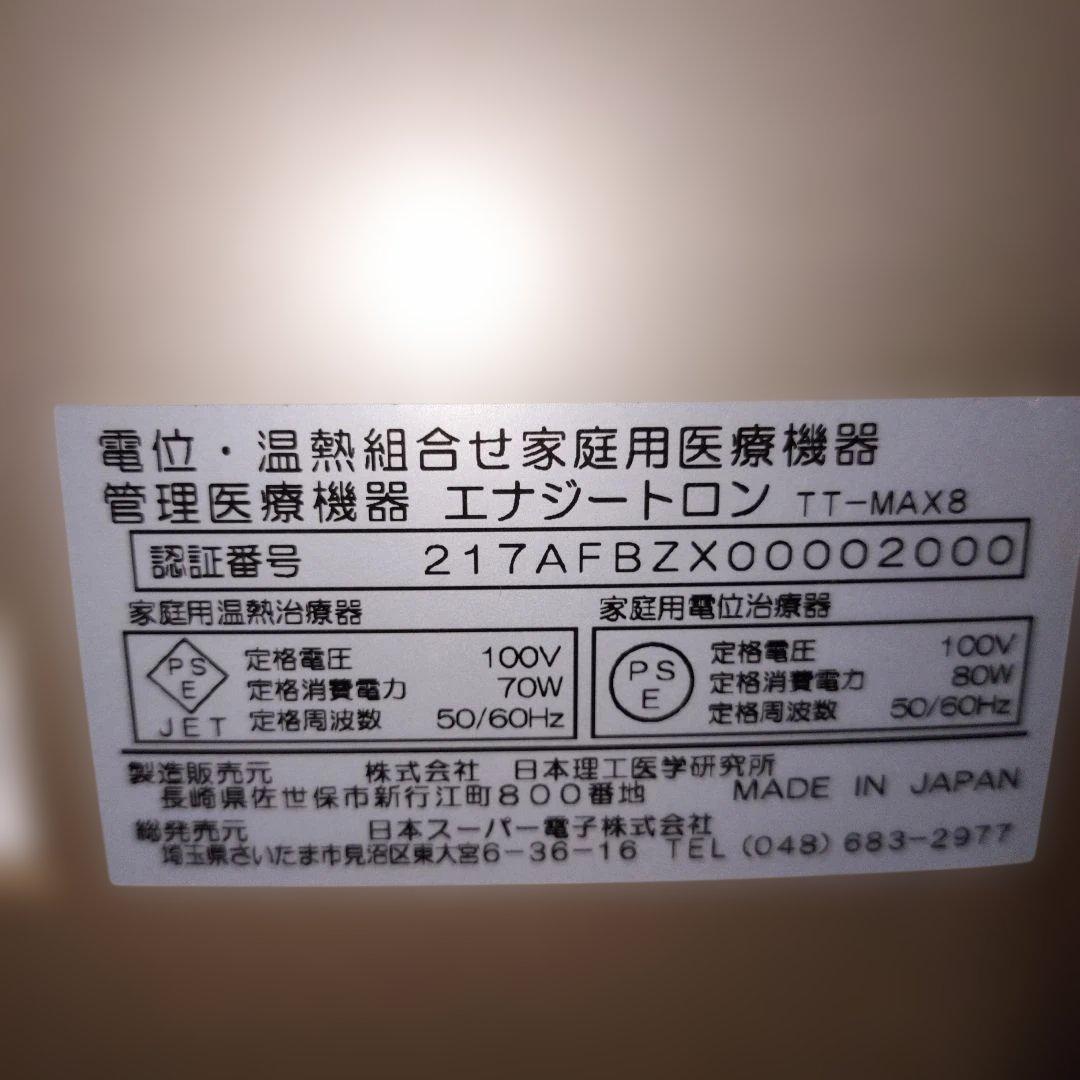 電位・温熱組合せ家庭用医療機器
管理医療機器 エナジートロン TT-MAX8
認証番号 217AFBZX00002000
家庭用温熱治療器
PS
E
JET
定格電圧 100V
定格消費電力 70W
定格周波数 50/60Hz
家庭用電位治療器
PS
E
定格電圧 100V
定格消費電力 80W
定格周波数 50/60Hz
製造販売元 株式会社 日本理工医学研究所
長崎県佐世保市新行江町800番地 MADE IN JAPAN
総発売元 日本スーパー電子株式会社
埼玉県さいたま市見沼区東大宮6-36-16 TEL (048) 683-2977